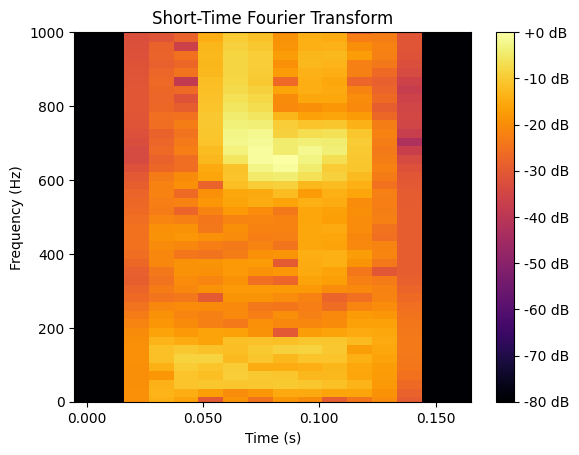 Short-Time Fourier Transform
Frequency (Hz)
1000
800
600
400
200
0
0.000
0.050
0.100
0.150
Time (s)
+0 dB
-10 dB
-20 dB
-30 dB
-40 dB
-50 dB
-60 dB
-70 dB
-80 dB